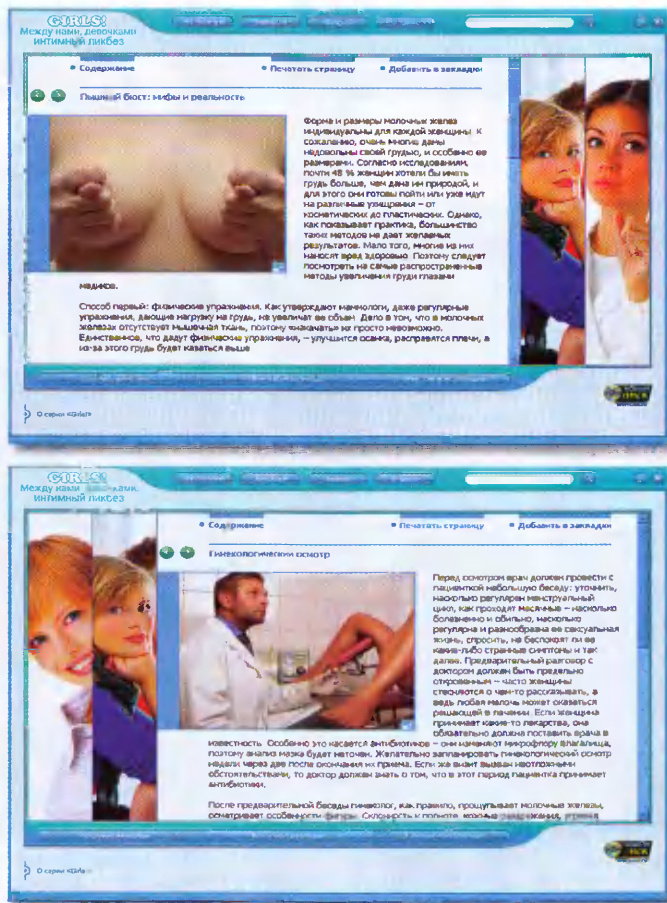 GIRLS!
Между нами, девочками
интимный ликбез
Содержание
Печатать страницу
Добавить в закладки
Пышный бюст: мифы и реальность
Форма и размеры молочных желез
индивидуальны для каждой женщины. К
сожалению, очень многие дамы
недовольны своей грудью, и особенно ее
размерами. Согласно исследованиям,
почти 48 % женщин хотели бы иметь
грудь больше, чем дана им природой, и
для этого они готовы пойти или уже идут
на различные ухищрения – от
косметических до пластических. Однако,
как показывает практика, большинство
таких методов не дает желаемых
результатов. Мало того, многие из них
наносят вред здоровью. Поэтому следует
посмотреть на самые распространенные
методы увеличения груди глазами
медиков.
Способ первый: физические упражнения. Как утверждают маммологи, даже регулярные
упражнения, дающие нагрузку на грудь, не увеличат ее объем. Дело в том, что в молочных
железах отсутствует мышечная ткань, поэтому «накачать» их просто невозможно.
Единственное, что дадут физические упражнения, – улучшится осанка, расправятся плечи, а
из-за этого грудь будет казаться выше
О серии «Girls!»
GIRLS!
Между нами, девочками
интимный ликбез
Содержание
Печатать страницу
Добавить в закладки
Гинекологический осмотр
Перед осмотром врач должен провести с
пациенткой небольшую беседу: уточнить,
насколько регулярен менструальный
цикл, как проходят месячные – насколько
болезненно и обильно, насколько
регулярна и разнообразна ее сексуальная
жизнь, спросить, не беспокоят ли ее
какие-либо странные симптомы и так
далее. Предварительный разговор с
доктором должен быть предельно
откровенным – часто женщины
стесняются о чем-то рассказывать, а
ведь любая мелочь может оказаться
решающей в лечении. Если женщина
принимает какие-то лекарства, она
обязательно должна поставить врача в
известность. Особенно это касается антибиотиков – они изменяют микрофлору влагалища,
поэтому анализ мазка будет неточен. Желательно запланировать гинекологический осмотр
недели через две после окончания их приема. Если же визит вызван неотложными
обстоятельствами, то доктор должен знать о том, что в этот период пациентка принимает
антибиотики.
После предварительной беседы гинеколог, как правило, прощупывает молочные железы,
осматривает особенности фигуры. Склонность к полноте, кожные
О серии «Girls